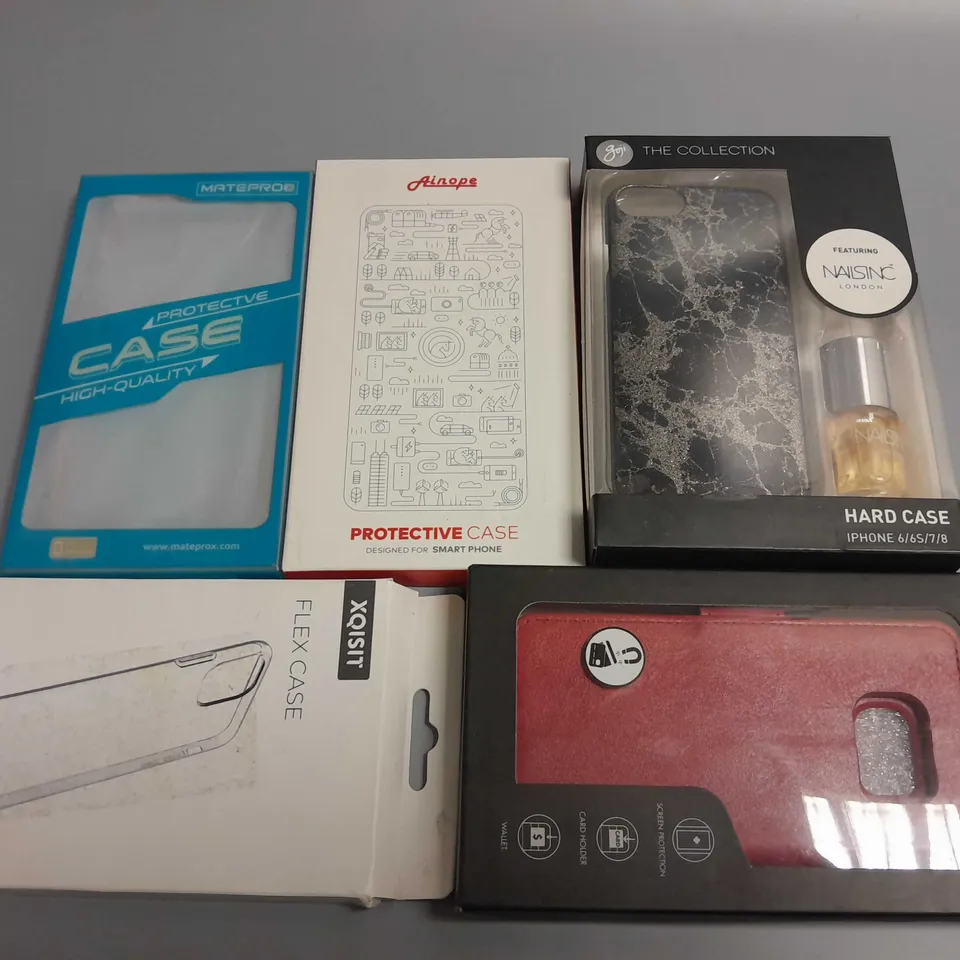 MATEPROX
PROTECTVE
CASE
HIGH-QUALITY
www.mateprox.com
Ainope
PROTECTIVE CASE
DESIGNED FOR SMART PHONE
goji
THE COLLECTION
FEATURING
NAILSINC
LONDON
NAILS
HARD CASE
IPHONE 6/6S/7/8
XQISIT
FLEX CASE
SCREEN PROTECTION
CARD HOLDER
WALLET